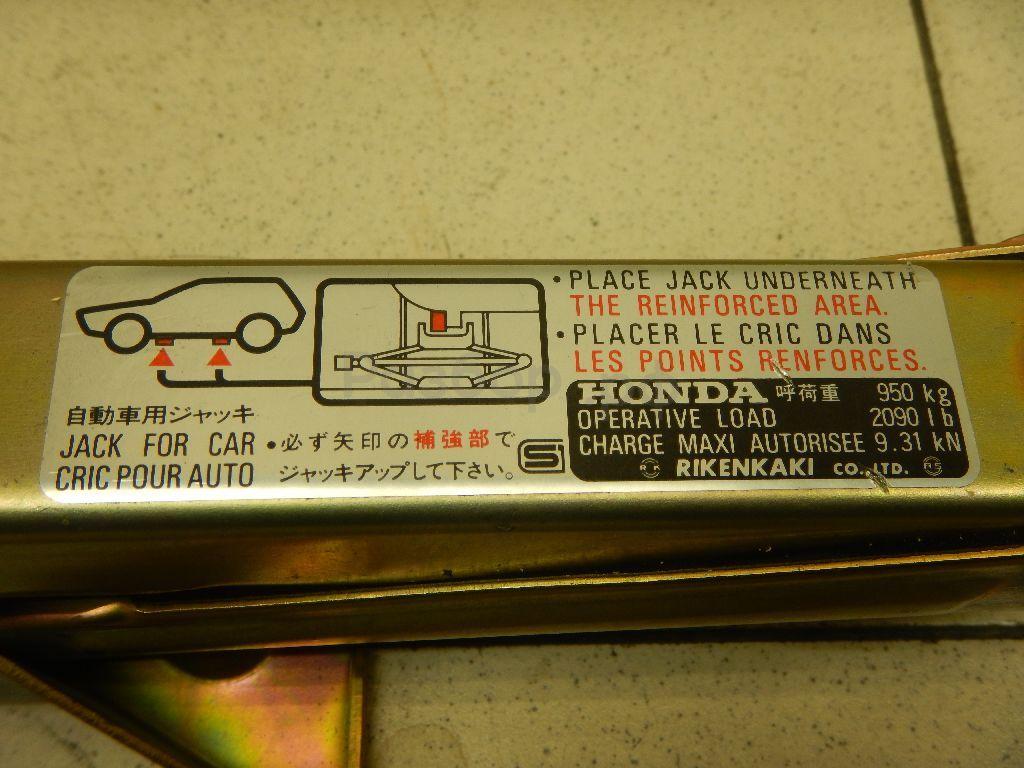 自動車用ジャッキ
JACK FOR CAR
CRIC POUR AUTO
•必ず矢印の補強部で
ジャッキアップして下さい。
S
•PLACE JACK UNDERNEATH
THE REINFORCED AREA.
•PLACER LE CRIC DANS
LES POINTS RENFORCES.
HONDA 呼荷重 950 kg
OPERATIVE LOAD 2090 lb
CHARGE MAXI AUTORISEE 9.31 kN
RIKENKAKI CO.,LTD.